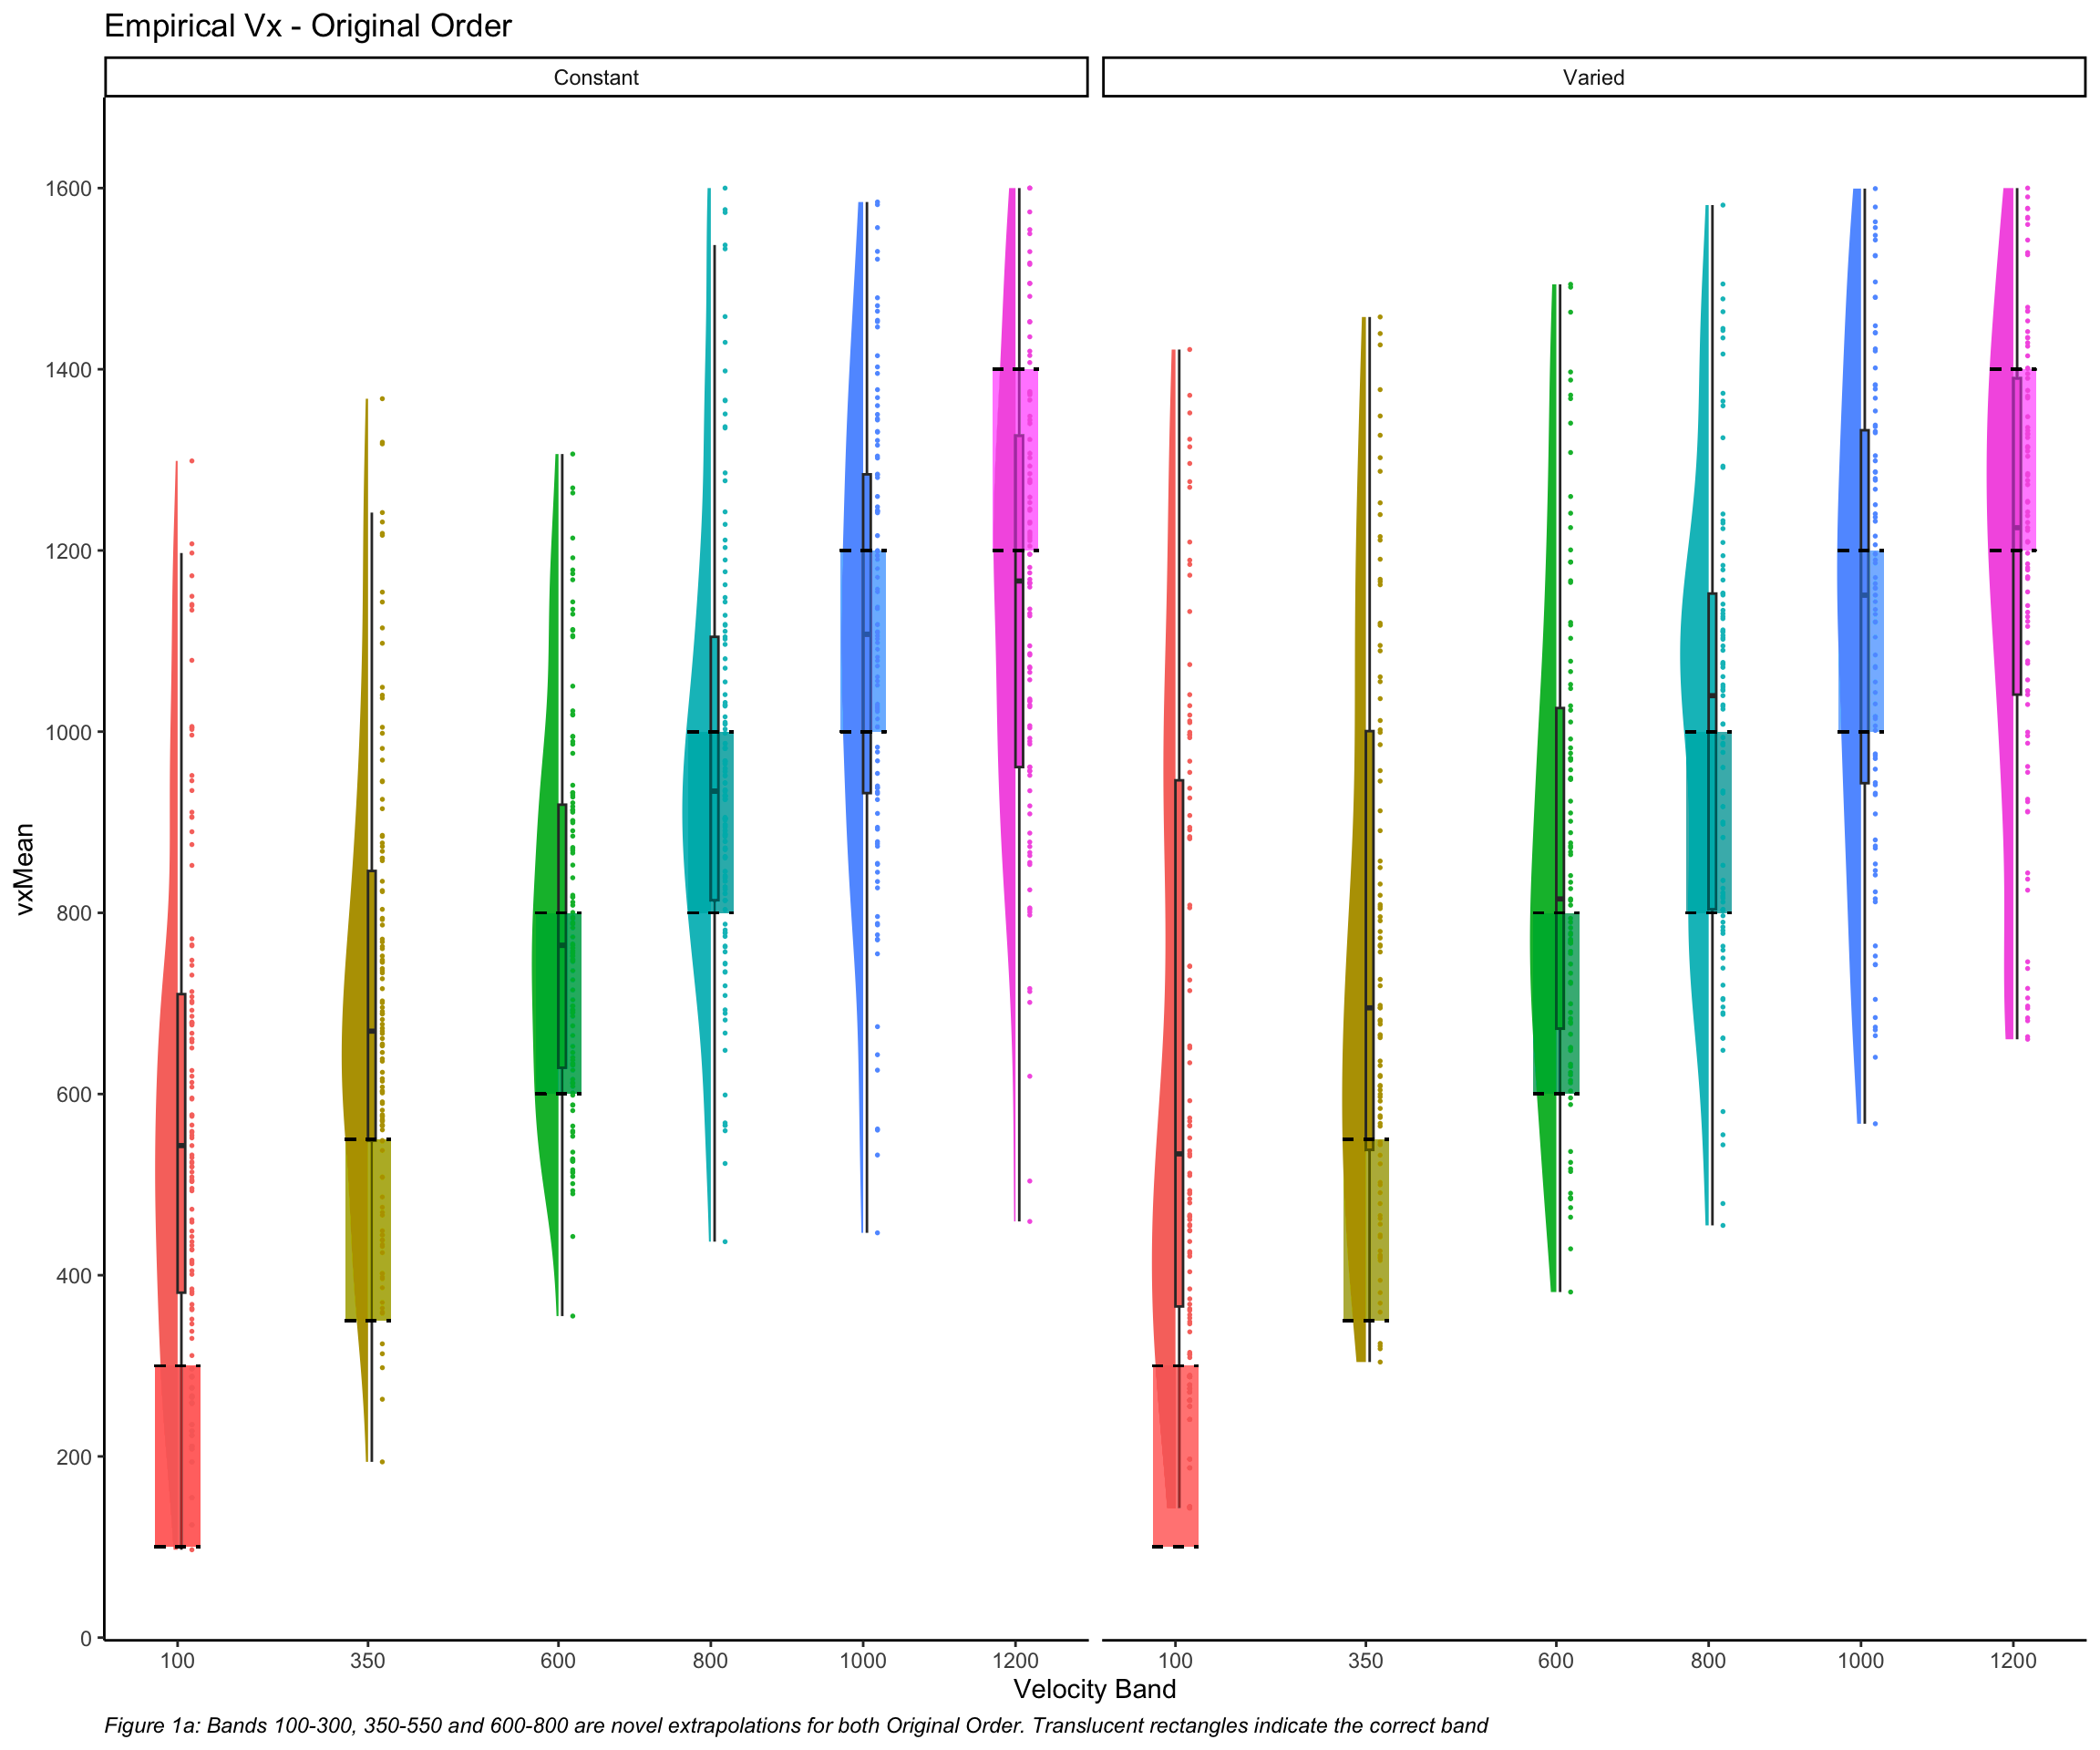 Empirical Vx - Original Order
Constant
Varied
1600
1400
1200
1000
800
600
400
200
0
vxMean
100 350 600 800 1000 1200
100 350 600 800 1000 1200
Velocity Band
Figure 1a: Bands 100-300, 350-550 and 600-800 are novel extrapolations for both Original Order. Translucent rectangles indicate the correct band